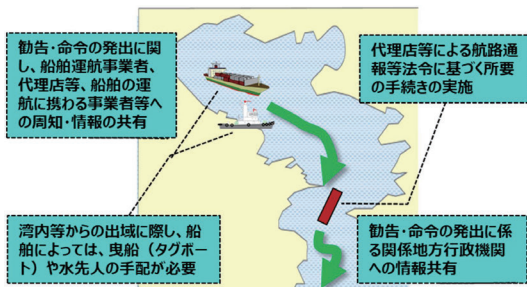 勧告・命令の発出に関
し、船舶運航事業者、
代理店等、船舶の運
航に携わる事業者等へ
の周知・情報の共有
代理店等による航路通
報等法令に基づく所要
の手続きの実施
湾内等からの出域に際し、船
舶によっては、曳船（タグボー
ト）や水先人の手配が必要
勧告・命令の発出に係
る関係地方行政機関
への情報共有